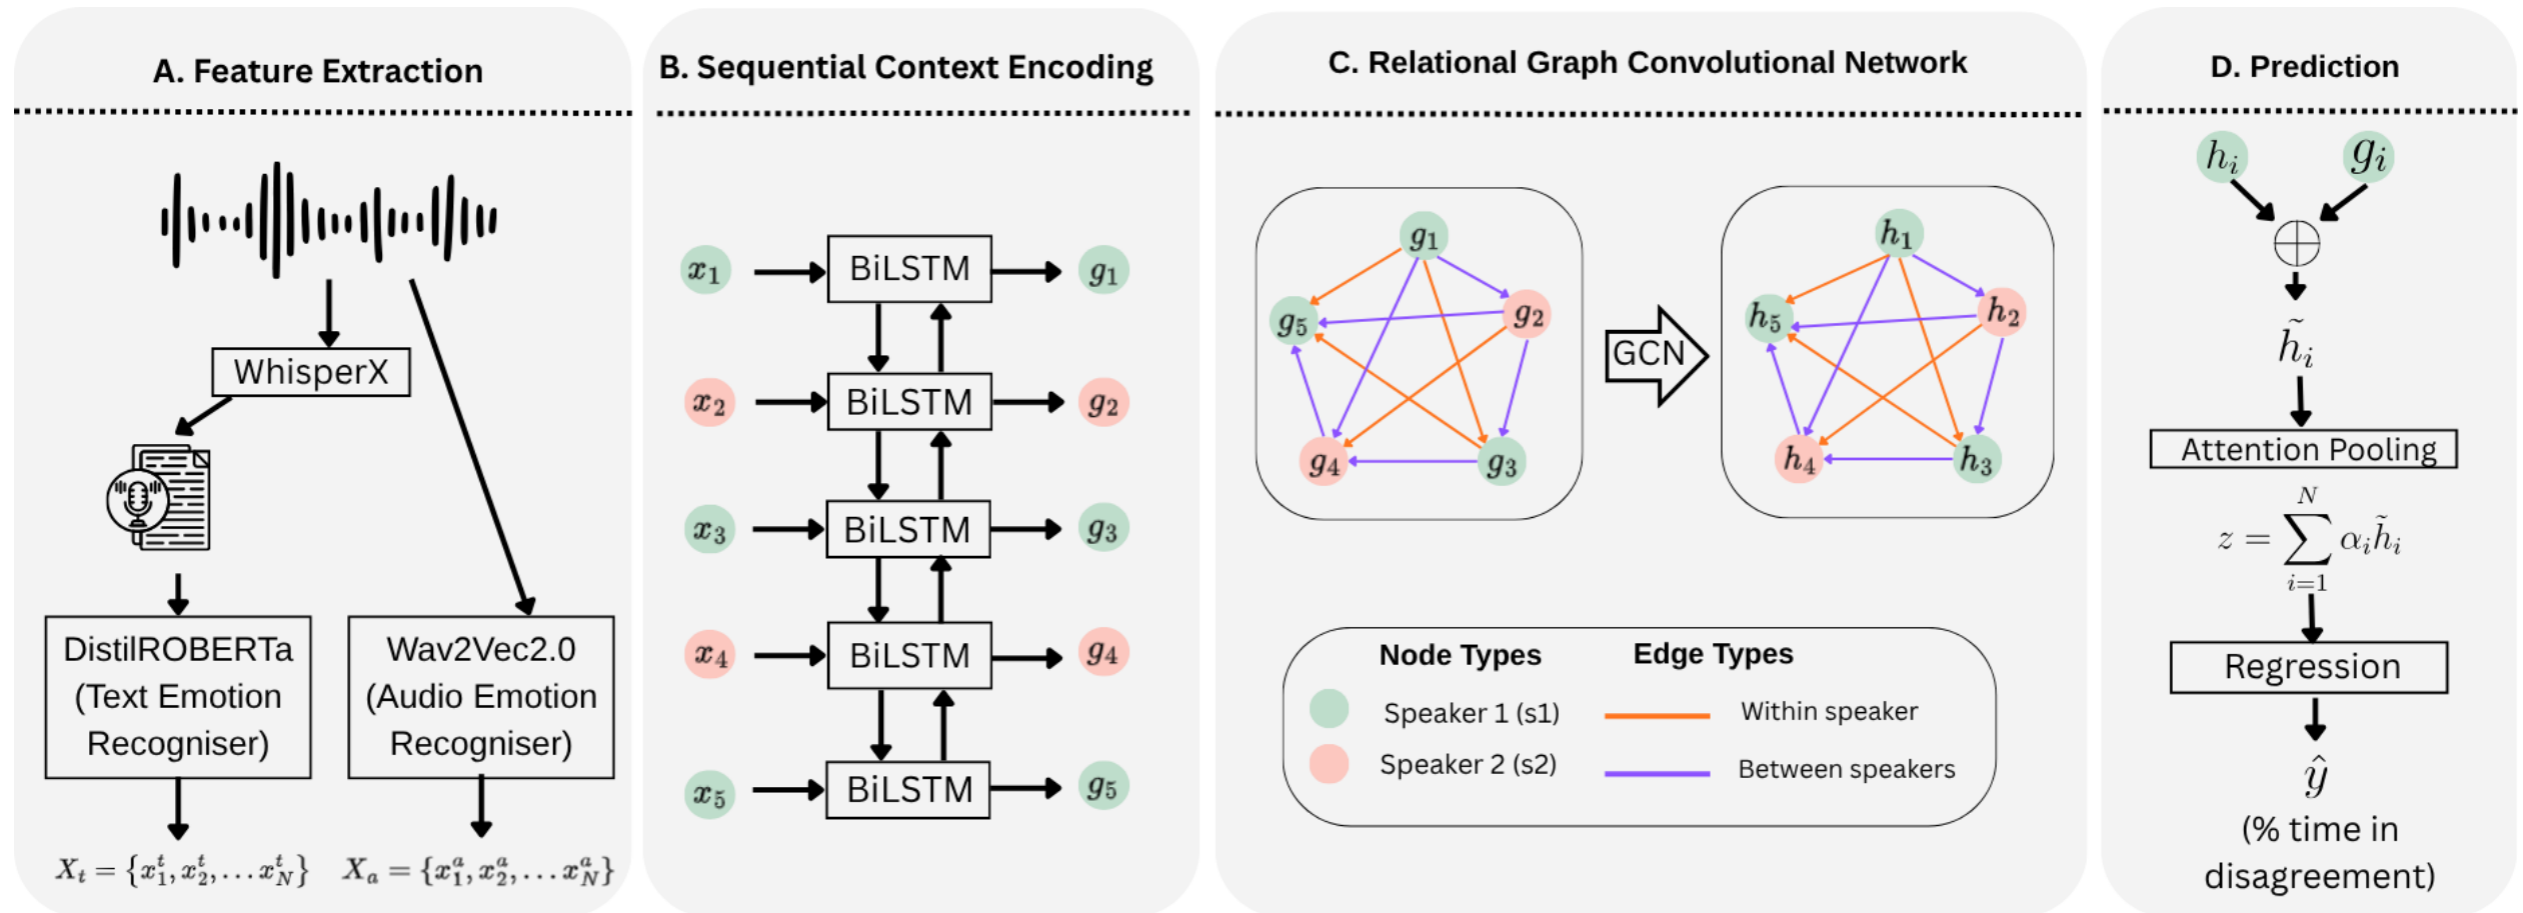 A. Feature Extraction
WhisperX
DistilROBERTa
(Text Emotion
Recogniser)
Wav2Vec2.0
(Audio Emotion
Recogniser)
X_t = {x_1^t, x_2^t, … x_N^t}
X_a = {x_1^a, x_2^a, … x_N^a}
B. Sequential Context Encoding
x_1 BiLSTM g_1
x_2 BiLSTM g_2
x_3 BiLSTM g_3
x_4 BiLSTM g_4
x_5 BiLSTM g_5
C. Relational Graph Convolutional Network
g_1
g_5 g_2
g_4 g_3
GCN
h_1
h_5 h_2
h_4 h_3
Node Types Edge Types
Speaker 1 (s1) Within speaker
Speaker 2 (s2) Between speakers
D. Prediction
h_i g_i
h̃_i
Attention Pooling
z = ∑_{i=1}^{N} α_i h̃_i
Regression
ŷ
(% time in
disagreement)